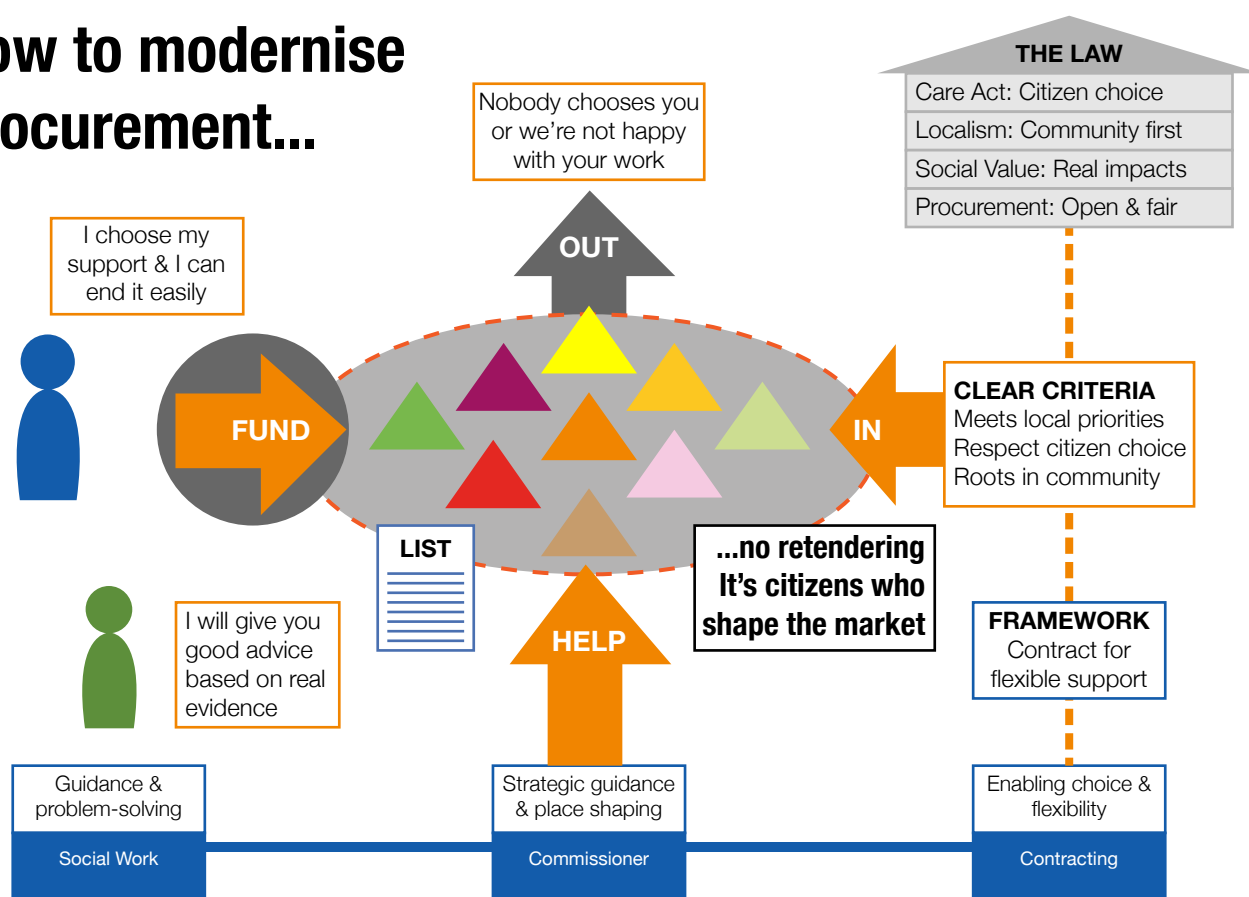 ow to modernise
ocurement...
THE LAW
Care Act: Citizen choice
Localism: Community first
Social Value: Real impacts
Procurement: Open & fair
Nobody chooses you
or we're not happy
with your work
I choose my
support & I can
end it easily
OUT
FUND
IN
CLEAR CRITERIA
Meets local priorities
Respect citizen choice
Roots in community
LIST
...no retendering
It's citizens who
shape the market
I will give you
good advice
based on real
evidence
HELP
FRAMEWORK
Contract for
flexible support
Guidance &
problem-solving
Social Work
Strategic guidance
& place shaping
Commissioner
Enabling choice &
flexibility
Contracting